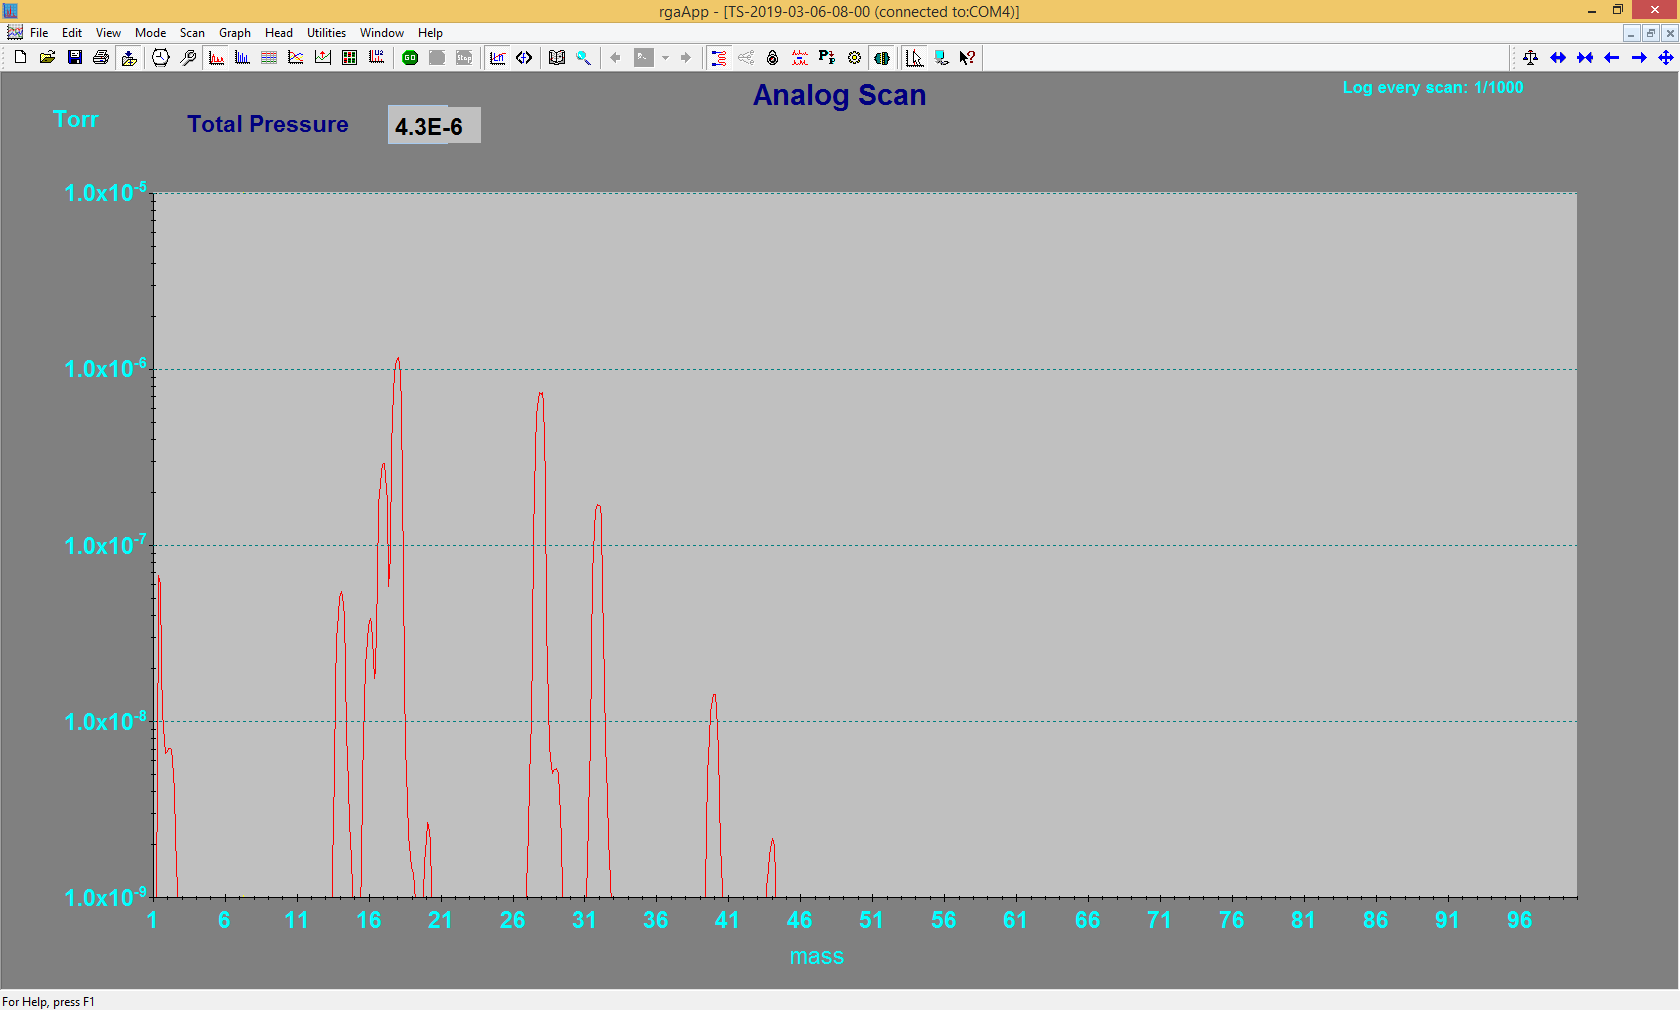 rgaApp - [TS-2019-03-06-08-00 (connected to:COM4)]
File Edit View Mode Scan Graph Head Utilities Window Help
GO Stop
Analog Scan
Log every scan: 1/1000
Torr
Total Pressure 4.3E-6
1.0x10-5
1.0x10-6
1.0x10-7
1.0x10-8
1.0x10-9
1 6 11 16 21 26 31 36 41 46 51 56 61 66 71 76 81 86 91 96
mass
For Help, press F1